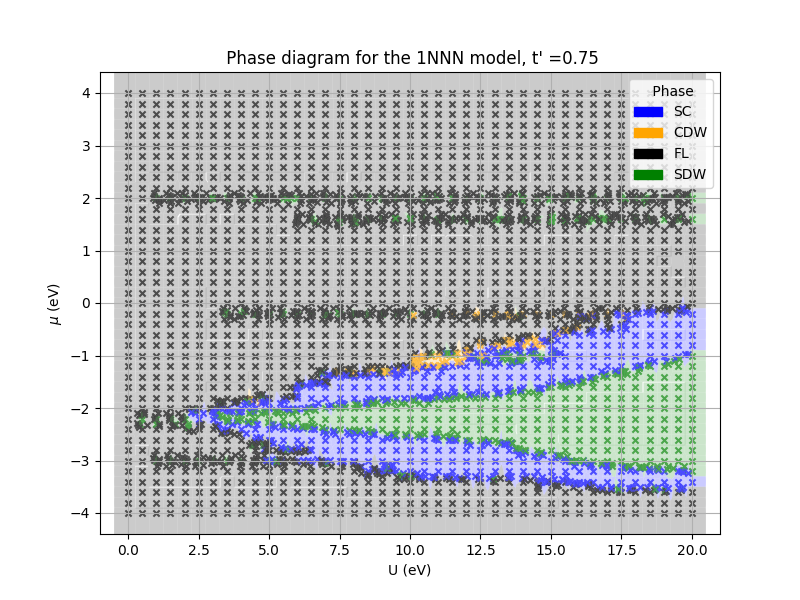 Phase diagram for the 1NNN model, t' =0.75
Phase
SC
CDW
FL
SDW
4
3
2
1
0
−1
−2
−3
−4
μ (eV)
0.0 2.5 5.0 7.5 10.0 12.5 15.0 17.5 20.0
U (eV)